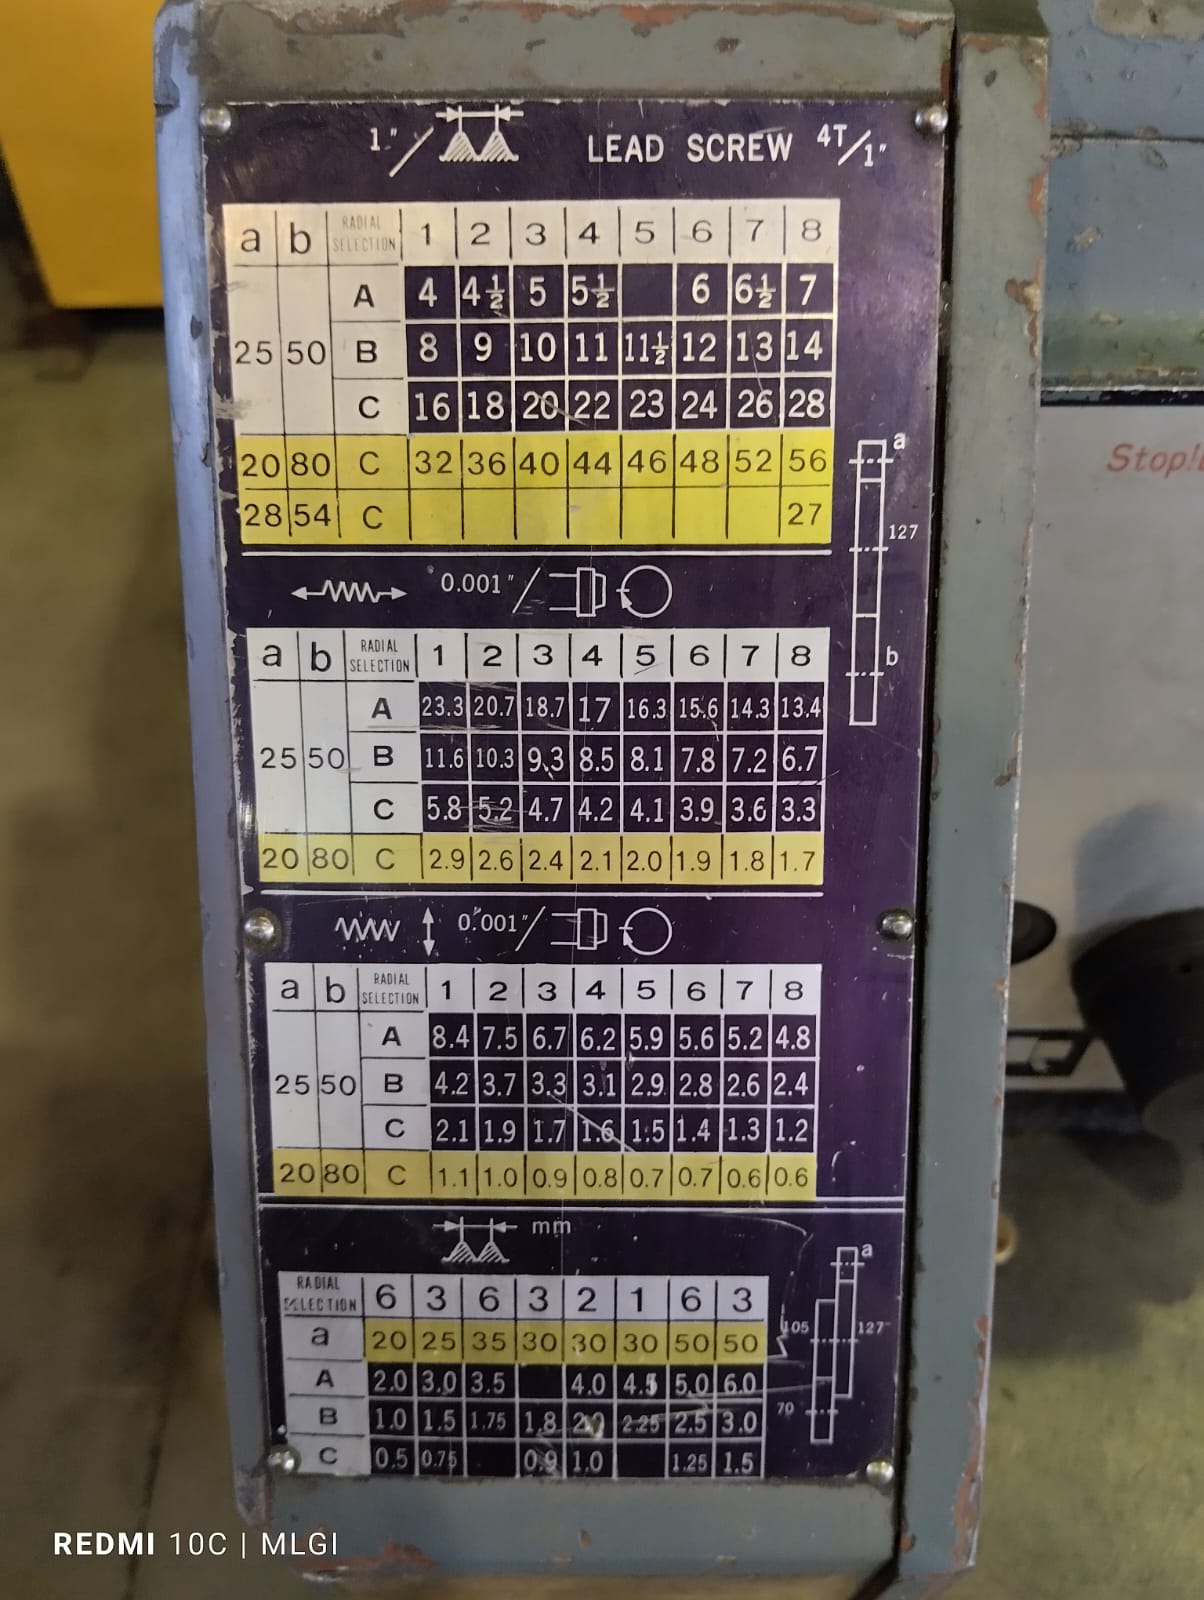 1"/ LEAD SCREW 4T/1"
a b RADIAL SELECTION 1 2 3 4 5 6 7 8
A 4 4½ 5 5½ 6 6½ 7
25 50 B 8 9 10 11 11½ 12 13 14
C 16 18 20 22 23 24 26 28
20 80 C 32 36 40 44 46 48 52 56
28 54 C 27
a
127
b
0.001"/
a b RADIAL SELECTION 1 2 3 4 5 6 7 8
A 23.3 20.7 18.7 17 16.3 15.6 14.3 13.4
25 50 B 11.6 10.3 9.3 8.5 8.1 7.8 7.2 6.7
C 5.8 5.2 4.7 4.2 4.1 3.9 3.6 3.3
20 80 C 2.9 2.6 2.4 2.1 2.0 1.9 1.8 1.7
0.001"/
a b RADIAL SELECTION 1 2 3 4 5 6 7 8
A 8.4 7.5 6.7 6.2 5.9 5.6 5.2 4.8
25 50 B 4.2 3.7 3.3 3.1 2.9 2.8 2.6 2.4
C 2.1 1.9 1.7 1.6 1.5 1.4 1.3 1.2
20 80 C 1.1 1.0 0.9 0.8 0.7 0.7 0.6 0.6
mm
RADIAL SELECTION 6 3 6 3 2 1 6 3
a 20 25 35 30 30 30 50 50
A 2.0 3.0 3.5 4.0 4.5 5.0 6.0
B 1.0 1.5 1.75 1.8 2.0 2.25 2.5 3.0
C 0.5 0.75 0.9 1.0 1.25 1.5
a
105 127
70
REDMI 10C | MLGI